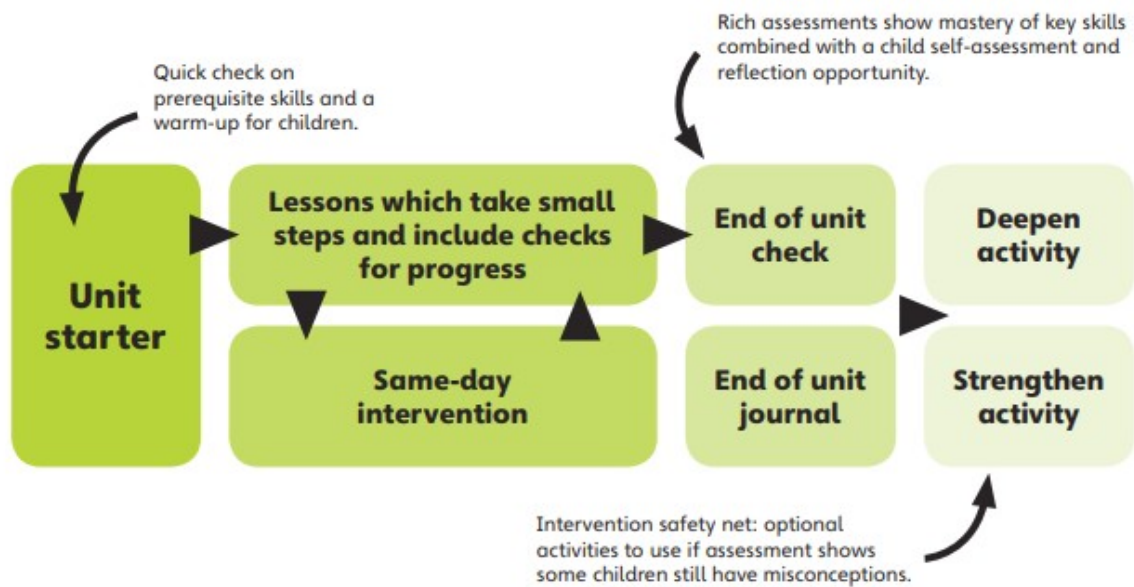 Rich assessments show mastery of key skills
combined with a child self-assessment and
reflection opportunity.
Quick check on
prerequisite skills and a
warm-up for children.
Unit
starter
Lessons which take small
steps and include checks
for progress
Same-day
intervention
End of unit
check
End of unit
journal
Deepen
activity
Strengthen
activity
Intervention safety net: optional
activities to use if assessment shows
some children still have misconceptions.